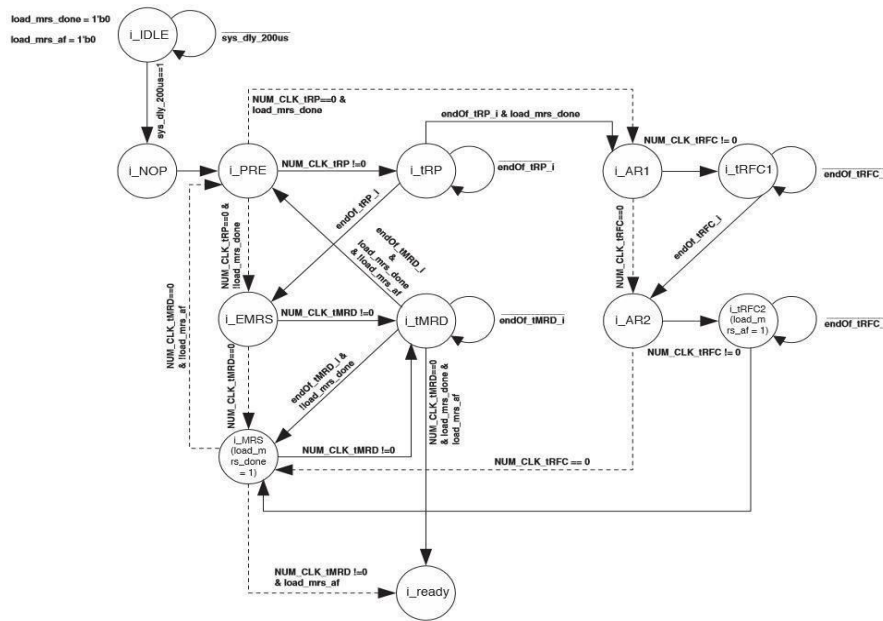 load_mrs_done = 1'b0
load_mrs_af = 1'b0
i_IDLE
sys_dly_200us
sys_dly_200us==1
NUM_CLK_tRP==0 &
load_mrs_done
endOf_tRP_i & load_mrs_done
NUM_CLK_tRFC != 0
i_NOP
i_PRE
NUM_CLK_tRP !=0
i_tRP
endOf_tRP_i
i_AR1
i_tRFC1
endOf_tRFC_
NUM_CLK_tRP==0 &
!load_mrs_done
endOf_tRP_i
endOf_tMRD_i
&
load_mrs_done
& !load_mrs_af
NUM_CLK_tRFC==0
endOf_tRFC_i
NUM_CLK_tMRD==0
& !load_mrs_af
i_EMRS
NUM_CLK_tMRD !=0
i_tMRD
endOf_tMRD_i
i_AR2
i_tRFC2
(load_m
rs_af = 1)
endOf_tRFC_
NUM_CLK_tRFC != 0
NUM_CLK_tMRD==0
endOf_tMRD_i &
!load_mrs_done
NUM_CLK_tMRD==0
& load_mrs_done &
load_mrs_af
i_MRS
(load_m
rs_done
= 1)
NUM_CLK_tMRD !=0
NUM_CLK_tRFC == 0
NUM_CLK_tMRD !=0
& load_mrs_af
i_ready